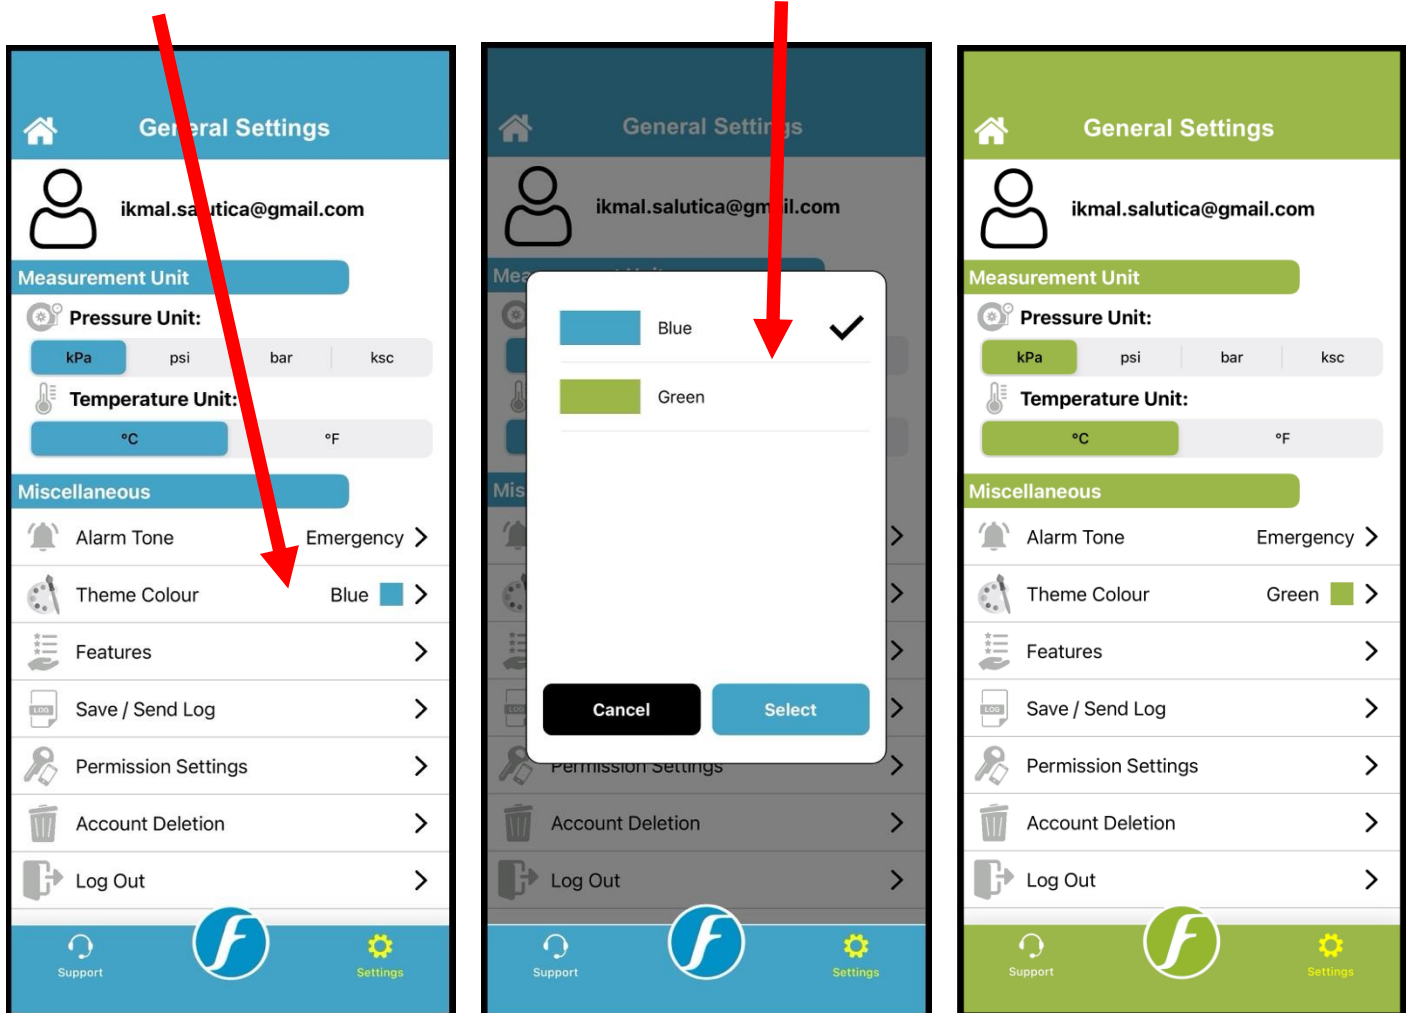 General Settings
ikmal.salutica@gmail.com
Measurement Unit
Pressure Unit:
kPa psi bar ksc
Temperature Unit:
°C °F
Miscellaneous
Alarm Tone Emergency
Theme Colour Blue
Features
LOG Save / Send Log
Permission Settings
Account Deletion
Log Out
Support Settings
General Settings
ikmal.salutica@gmail.com
Mea
Blue
Green
Mis
Cancel Select
Permission Settings
Account Deletion
Log Out
Support Settings
General Settings
ikmal.salutica@gmail.com
Measurement Unit
Pressure Unit:
kPa psi bar ksc
Temperature Unit:
°C °F
Miscellaneous
Alarm Tone Emergency
Theme Colour Green
Features
LOG Save / Send Log
Permission Settings
Account Deletion
Log Out
Support Settings